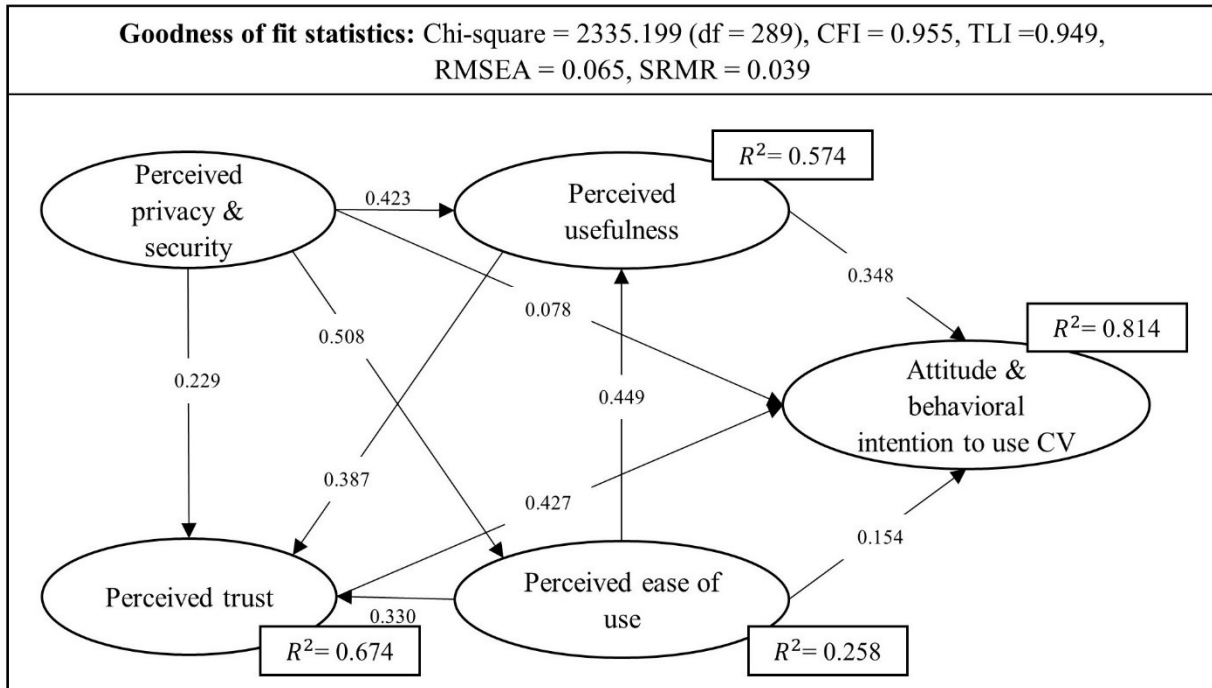 Goodness of fit statistics: Chi-square = 2335.199 (df = 289), CFI = 0.955, TLI =0.949,
RMSEA = 0.065, SRMR = 0.039
Perceived
privacy &
security
0.423
Perceived
usefulness
R²= 0.574
0.348
0.078
0.508
R²= 0.814
0.229
0.449
Attitude &
behavioral
intention to use CV
0.387
0.427
0.154
Perceived trust
0.330
Perceived ease of
use
R²= 0.674
R²= 0.258